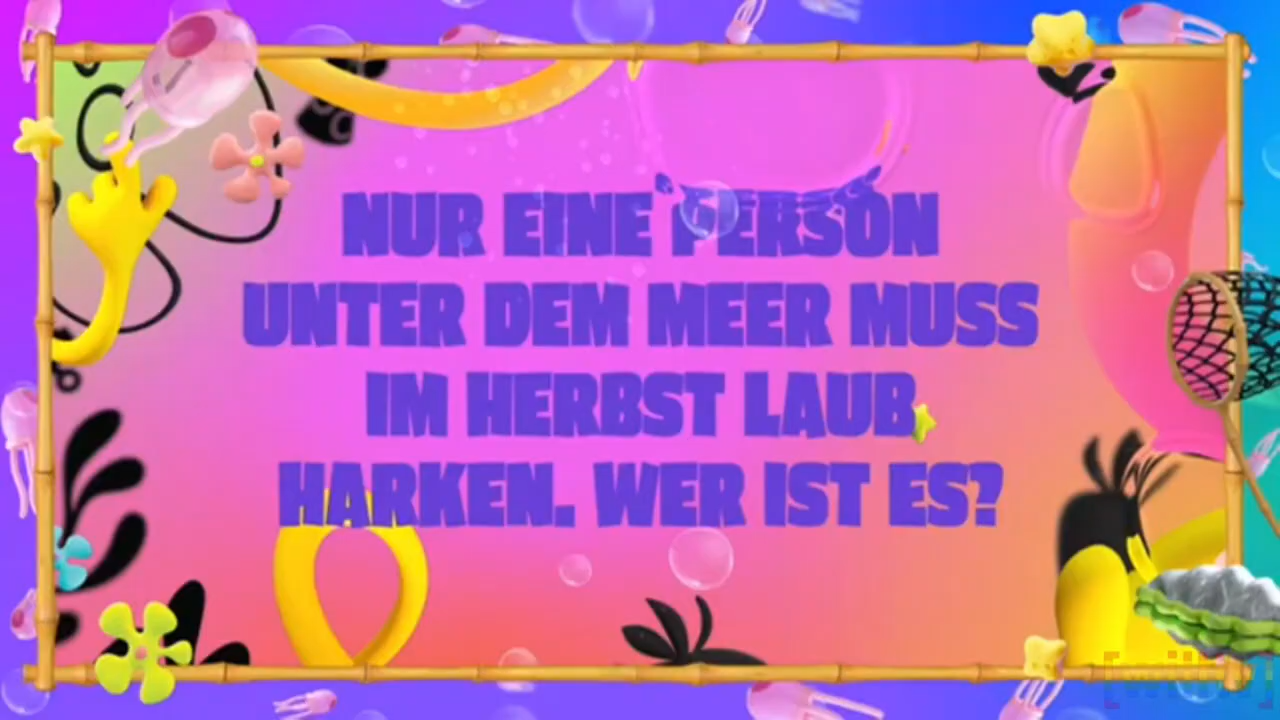 NUR EINE PERSON
UNTER DEM MEER MUSS
IM HERBST LAUB
HARKEN. WER IST ES?